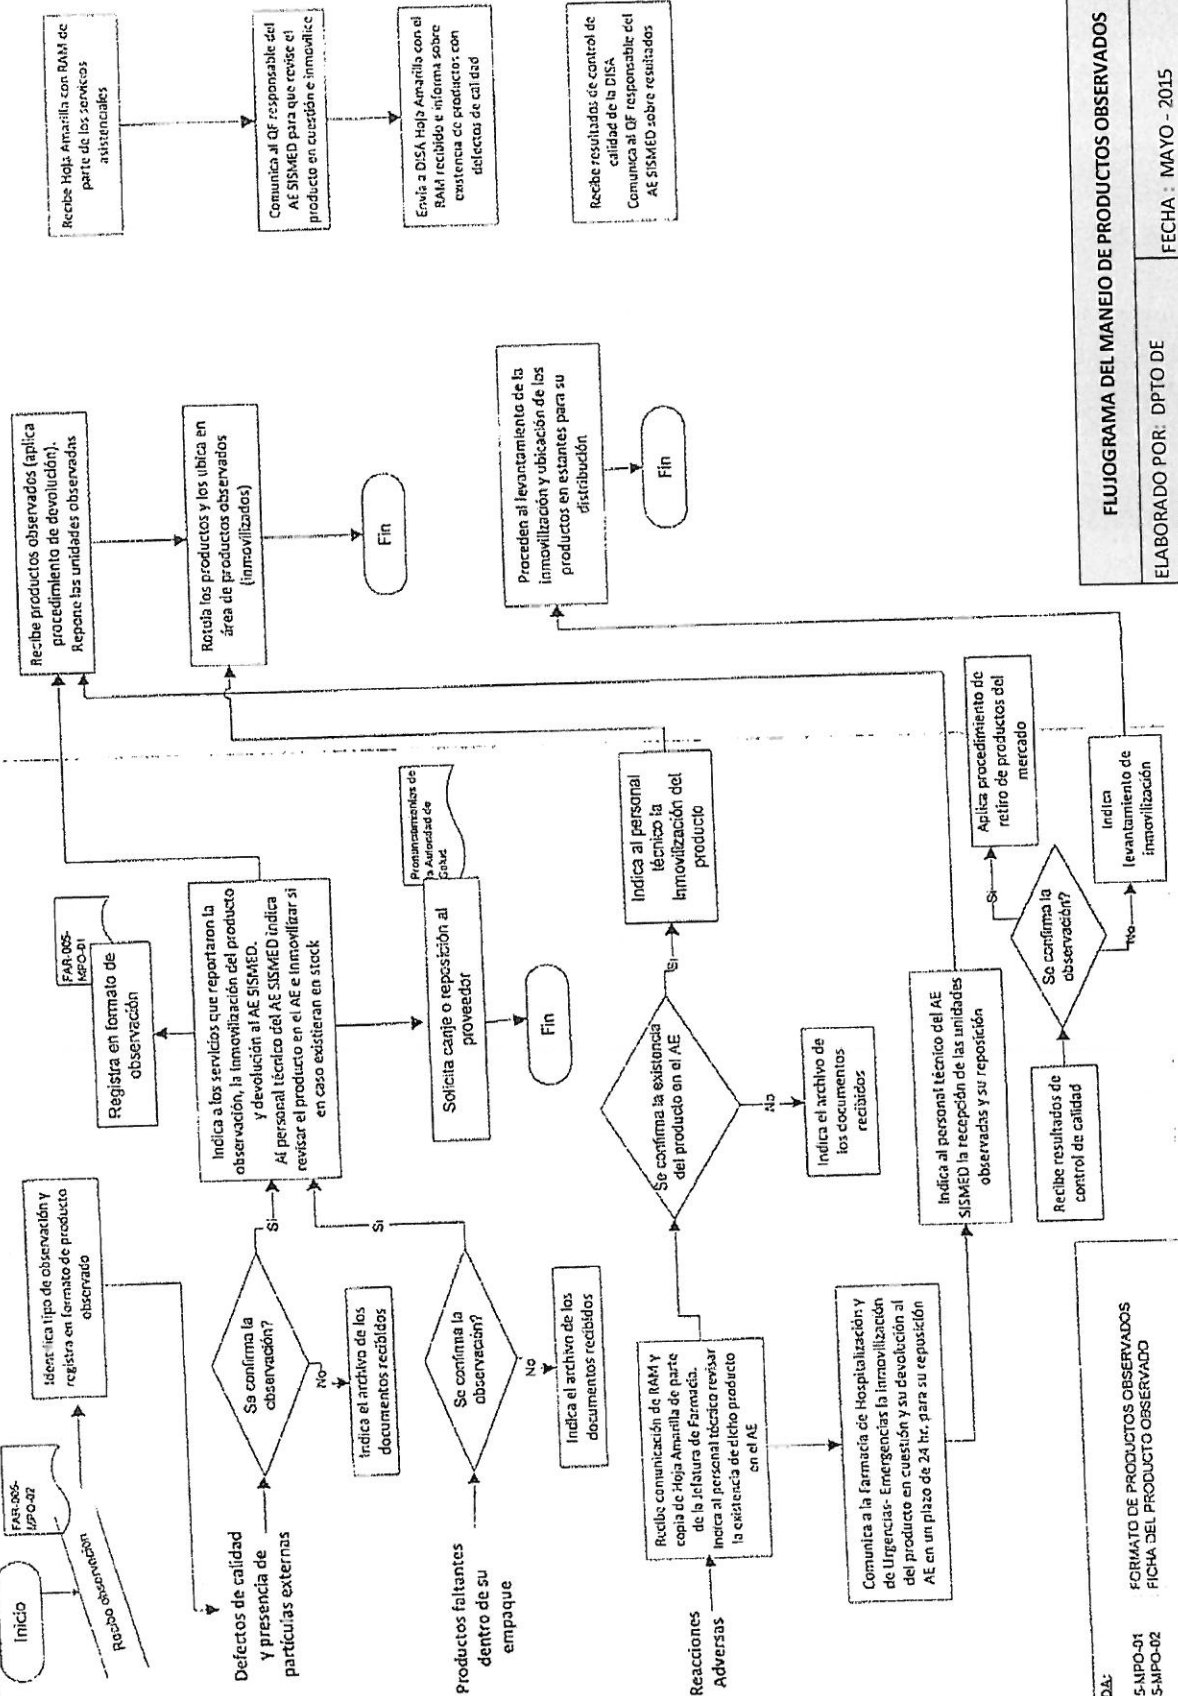 Inicio
FAR-005-
MPO-02
Recibe observación
Identifica tipo de observación y
registra en formato de producto
observado
Defectos de calidad
y presencia de
partículas externas
Se confirma la
observación?
Si
No
Indica el archivo de los
documentos recibidos
Productos faltantes
dentro de su
empaque
Se confirma la
observación?
Si
No
Indica el archivo de los
documentos recibidos
FAR-005-
MPO-01
Registra en formato de
observación
Indica a los servicios que reportaron la
observación, la inmovilización del producto
y devolución al AE SISMED.
Al personal técnico del AE SISMED indica
revisar el producto en el AE e inmovilizar si
en caso existieran en stock
Pronunciamientos de
la Autoridad de
Salud
Solicita canje o reposición al
proveedor
Fin
Reacciones
Adversas
Recibe comunicación de RAM y
copia de Hoja Amarilla de parte
de la Jefatura de Farmacia.
Indica al personal técnico revisar
la existencia de dicho producto
en el AE
Se confirma la existencia
del producto en el AE
Si
No
Indica el archivo de
los documentos
recibidos
Indica al personal
técnico la
Inmovilización del
producto
Comunica a la Farmacia de Hospitalización y
de Urgencias- Emergencias la inmovilización
del producto en cuestión y su devolución al
AE en un plazo de 24 hr. para su reposición
Indica al personal técnico del AE
SISMED la recepción de las unidades
observadas y su reposición
Recibe resultados de
control de calidad
Se confirma la
observación?
Si
No
Aplica procedimiento de
retiro de productos del
mercado
Indica
levantamiento de
inmovilización
Recibe productos observados (aplica
procedimiento de devolución).
Repone las unidades observadas
Rotula los productos y los ubica en
área de productos observados
(inmovilizados)
Fin
Proceden al levantamiento de la
inmovilización y ubicación de los
productos en estantes para su
distribución
Fin
Recibe Hoja Amarilla con RAM de
parte de los servicios
asistenciales
Comunica al QF responsable del
AE SISMED para que revise el
producto en cuestión e inmovilice
Envía a DISA Hoja Amarilla con el
RAM recibido e informa sobre
existencia de productos con
defectos de calidad
Recibe resultados de control de
calidad de la DISA
Comunica al QF responsable del
AE SISMED sobre resultados
DA:
5-MPO-01 FORMATO DE PRODUCTOS OBSERVADOS
5-MPO-02 FICHA DEL PRODUCTO OBSERVADO
FLUJOGRAMA DEL MANEJO DE PRODUCTOS OBSERVADOS
ELABORADO POR: DPTO DE
FECHA : MAYO - 2015